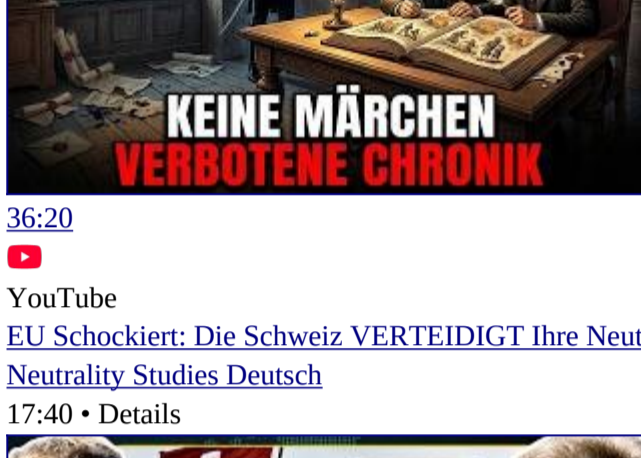 KEINE MÄRCHEN
VERBOTENE CHRONIK
36:20
YouTube
EU Schockiert: Die Schweiz VERTEIDIGT Ihre Neut
Neutrality Studies Deutsch
17:40 • Details